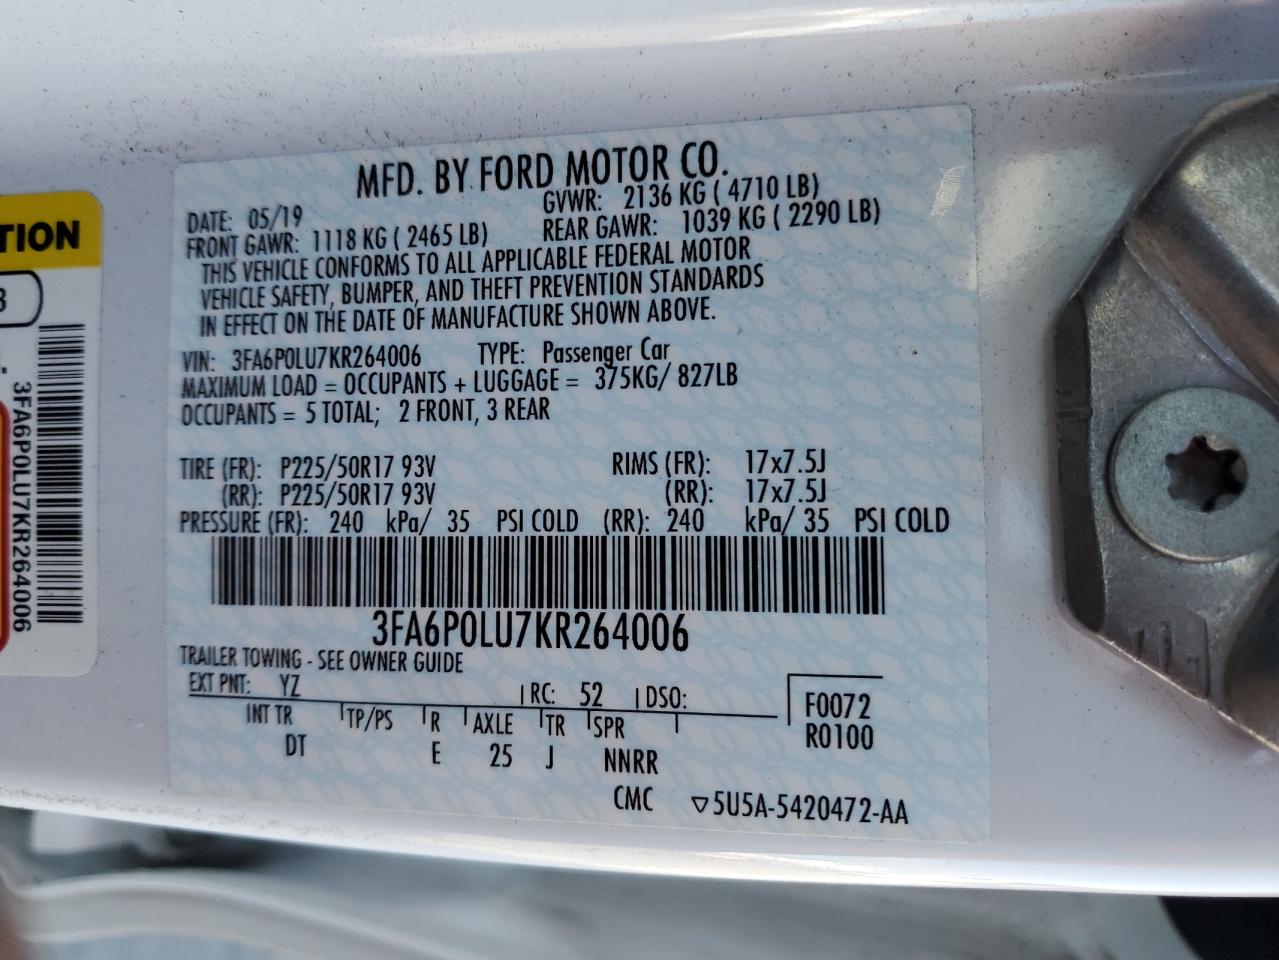 MFD. BY FORD MOTOR CO.
DATE: 05/19 GVWR: 2136 KG ( 4710 LB)
FRONT GAWR: 1118 KG ( 2465 LB) REAR GAWR: 1039 KG ( 2290 LB)
THIS VEHICLE CONFORMS TO ALL APPLICABLE FEDERAL MOTOR
VEHICLE SAFETY, BUMPER, AND THEFT PREVENTION STANDARDS
IN EFFECT ON THE DATE OF MANUFACTURE SHOWN ABOVE.
VIN: 3FA6P0LU7KR264006 TYPE: Passenger Car
MAXIMUM LOAD = OCCUPANTS + LUGGAGE = 375KG/ 827LB
OCCUPANTS = 5 TOTAL; 2 FRONT, 3 REAR
TIRE (FR): P225/50R17 93V RIMS (FR): 17x7.5J
(RR): P225/50R17 93V (RR): 17x7.5J
PRESSURE (FR): 240 kPa/ 35 PSI COLD (RR): 240 kPa/ 35 PSI COLD
3FA6P0LU7KR264006
TRAILER TOWING - SEE OWNER GUIDE
EXT PNT: YZ RC: 52 DSO:
INT TR TP/PS R AXLE TR SPR
DT E 25 J NNRR
F0072
R0100
CMC ▽5U5A-5420472-AA
TION
3FA6P0LU7KR264006